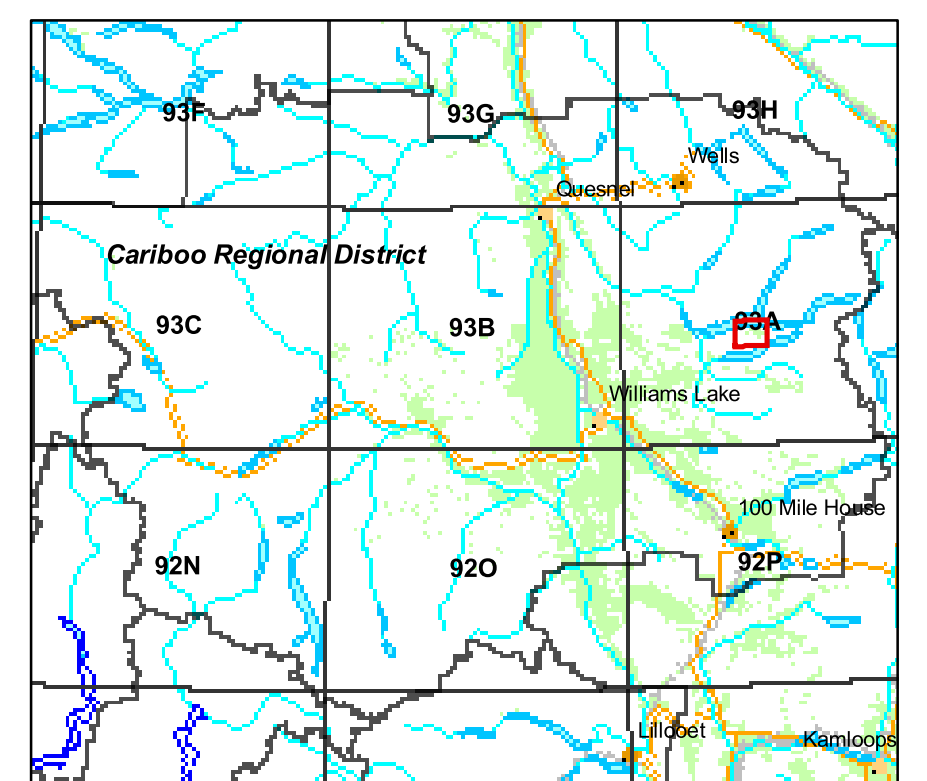 93F
93G
93H
Wells
Quesnel
Cariboo Regional District
93C
93B
93A
Williams Lake
100 Mile House
92N
92O
92P
Lillooet
Kamloops